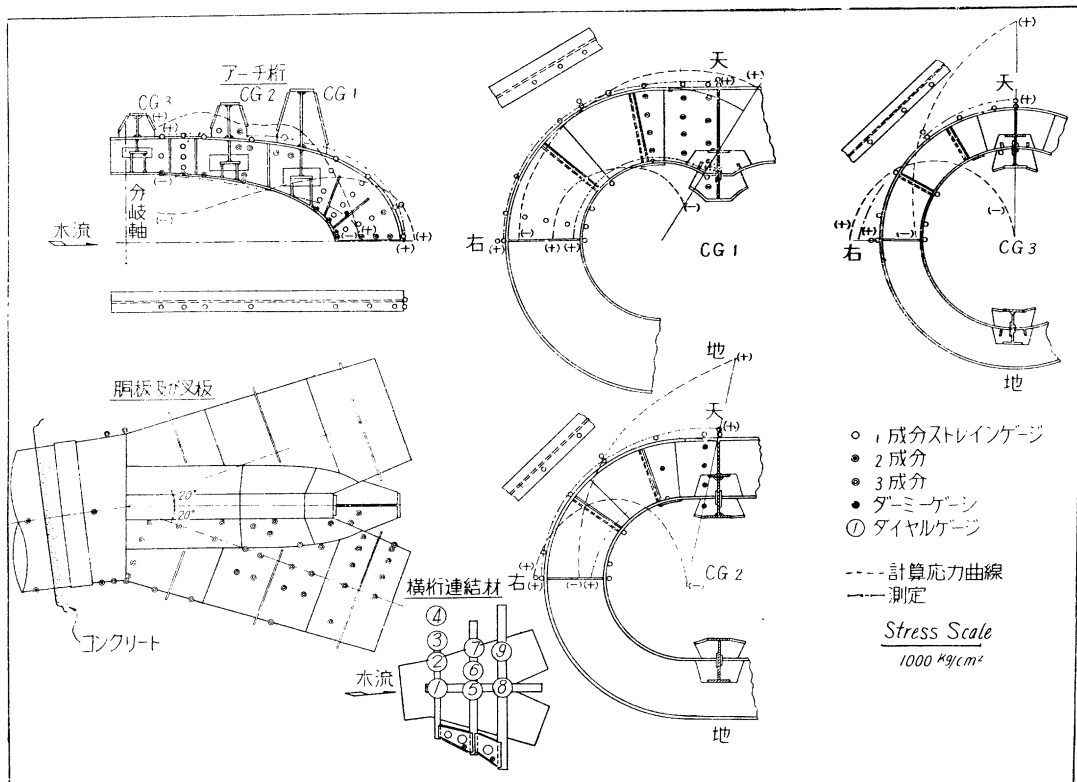 アーチ桁
CG 3
CG 2
CG 1
(+)
(+)
(+)
(-)
(-)
(-)
(+)
(+)
(+)
分岐軸
水流
天
(+)
(+)
右
(+)
(-)
(+)
(+)
(-)
CG 1
(+)
天
(+)
(+)
(+)
右
(-)
(-)
CG 3
地
胴板及び叉板
20°
20°
コンクリート
地
(+)
天
(+)
(+)
(+)
右
(-)
(+)
(-)
CG 2
地
横桁連結材
水流
④
③
②
①
⑦
⑥
⑤
⑨
⑧
1成分ストレインゲージ
2成分
3成分
ダーミーゲージ
① ダイヤルゲージ
計算応力曲線
測定
Stress Scale
1000 kg/cm²